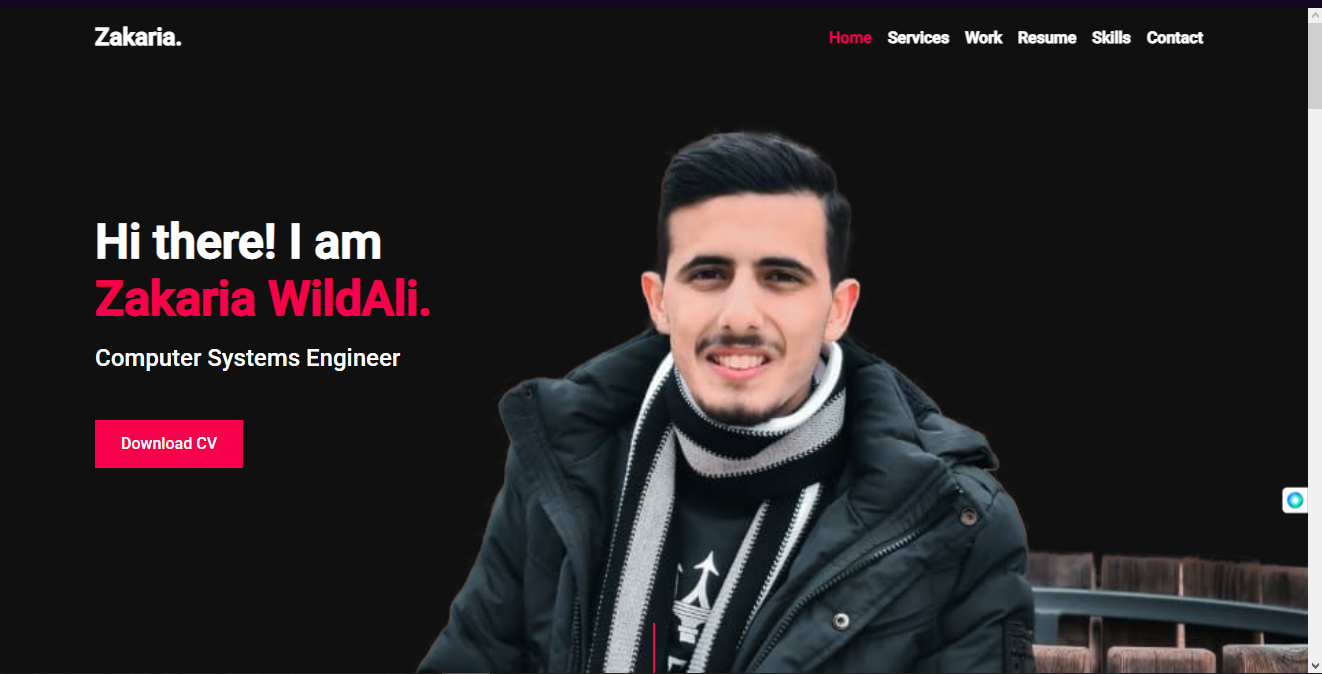 Zakaria.
Home Services Work Resume Skills Contact
Hi there! I am
Zakaria WildAli.
Computer Systems Engineer
Download CV